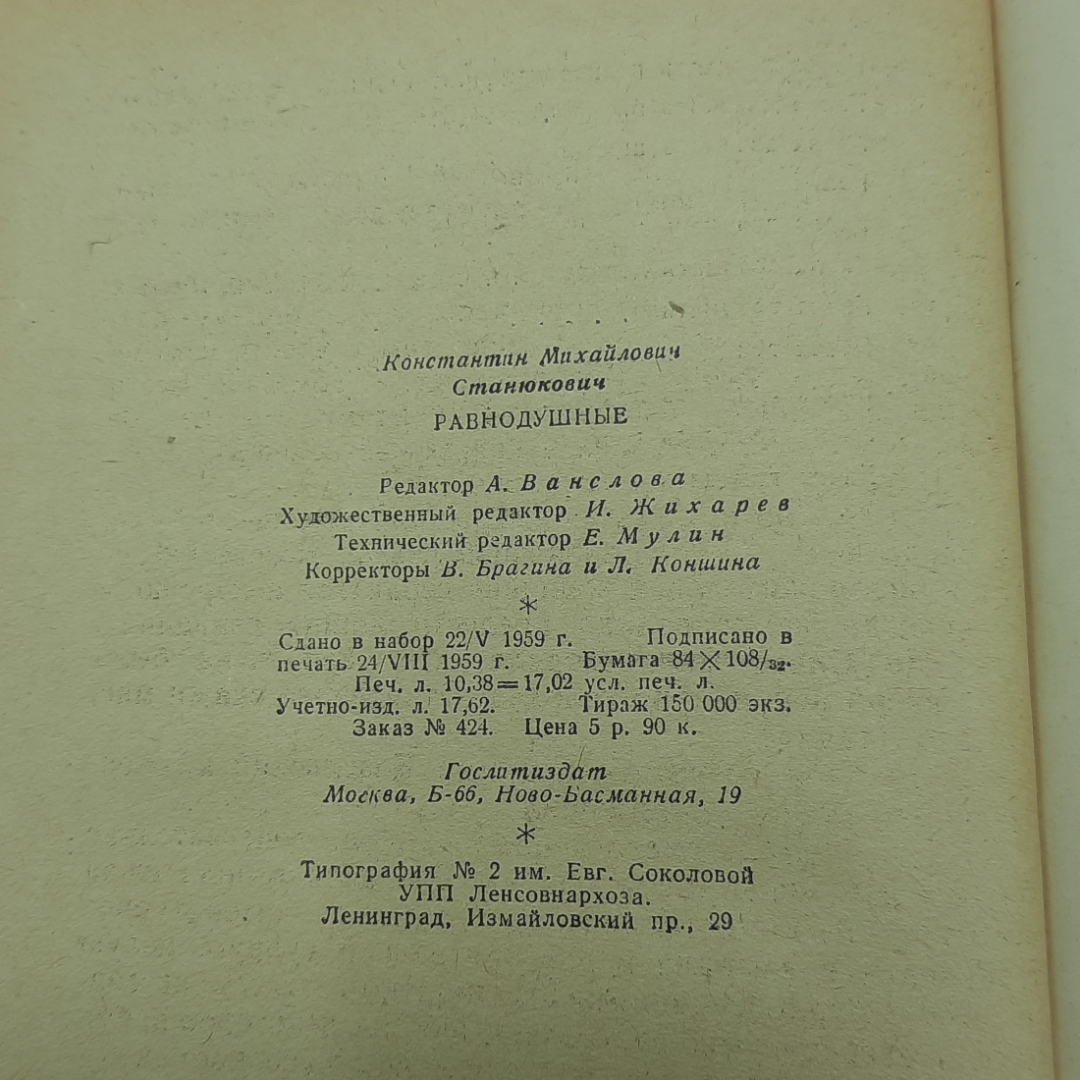 Константин Михайлович
Станюкович
РАВНОДУШНЫЕ
Редактор А. Ванслова
Художественный редактор И. Жихарев
Технический редактор Е. Мулин
Корректоры В. Брагина и Л. Коншина
*
Сдано в набор 22/V 1959 г. Подписано в
печать 24/VIII 1959 г. Бумага 84×108/32.
Печ. л. 10,38=17,02 усл. печ. л.
Учетно-изд. л. 17,62. Тираж 150 000 экз.
Заказ № 424. Цена 5 р. 90 к.
Гослитиздат
Москва, Б-66, Ново-Басманная, 19
*
Типография № 2 им. Евг. Соколовой
УПП Ленсовнархоза.
Ленинград, Измайловский пр., 29